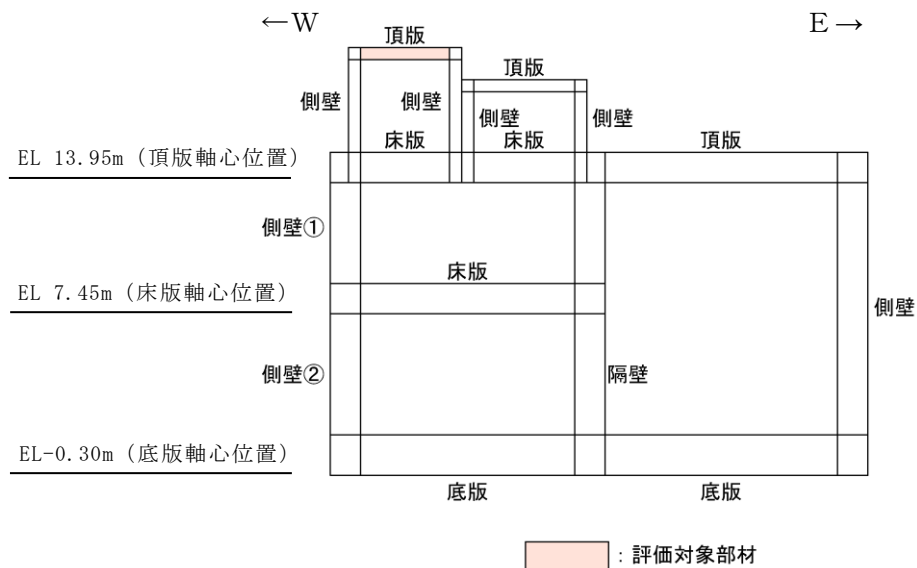 ←W
E→
頂版
頂版
側壁
側壁
側壁
側壁
床版
床版
頂版
EL 13.95m (頂版軸心位置)
側壁①
床版
EL 7.45m (床版軸心位置)
側壁
側壁②
隔壁
EL-0.30m (底版軸心位置)
底版
底版
：評価対象部材